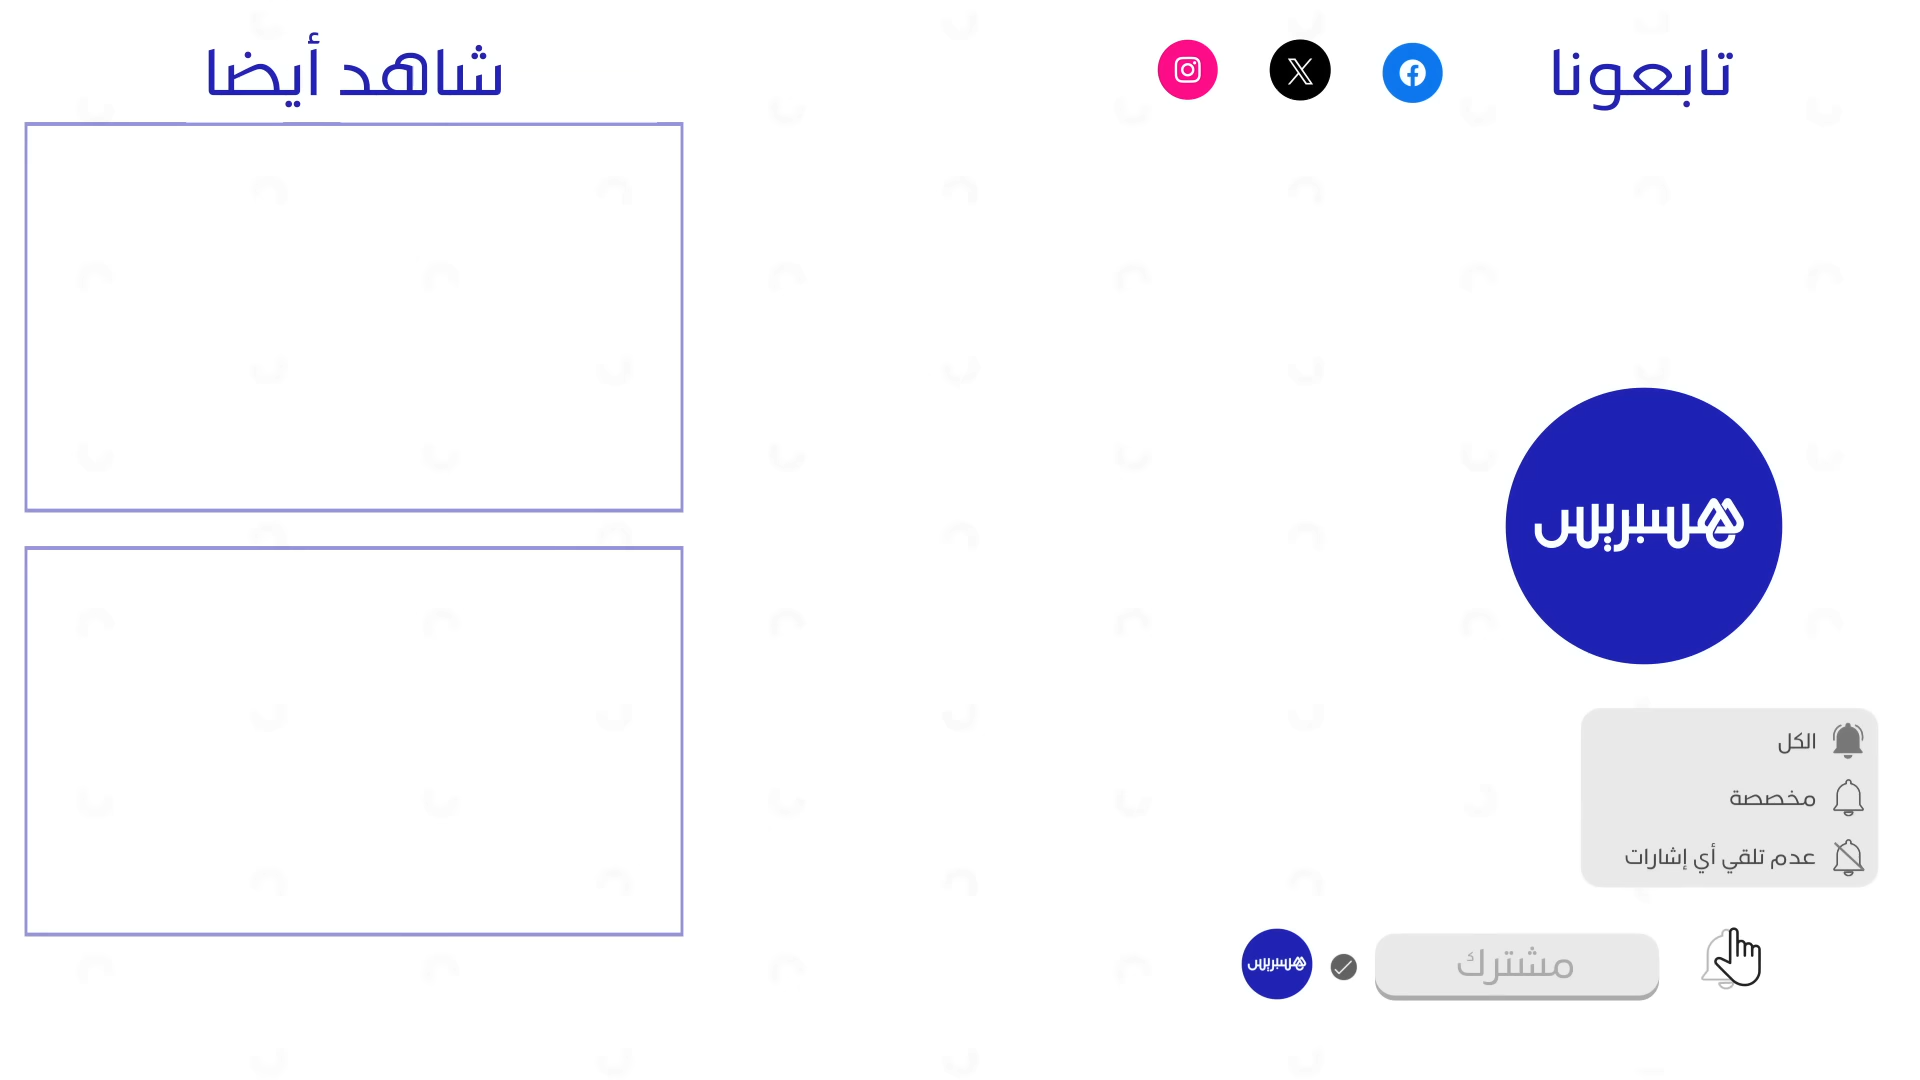 تابعونا
شاهد أيضا
هسبريس
الكل
مخصصة
عدم تلقي أي إشارات
مشترك
هسبريس